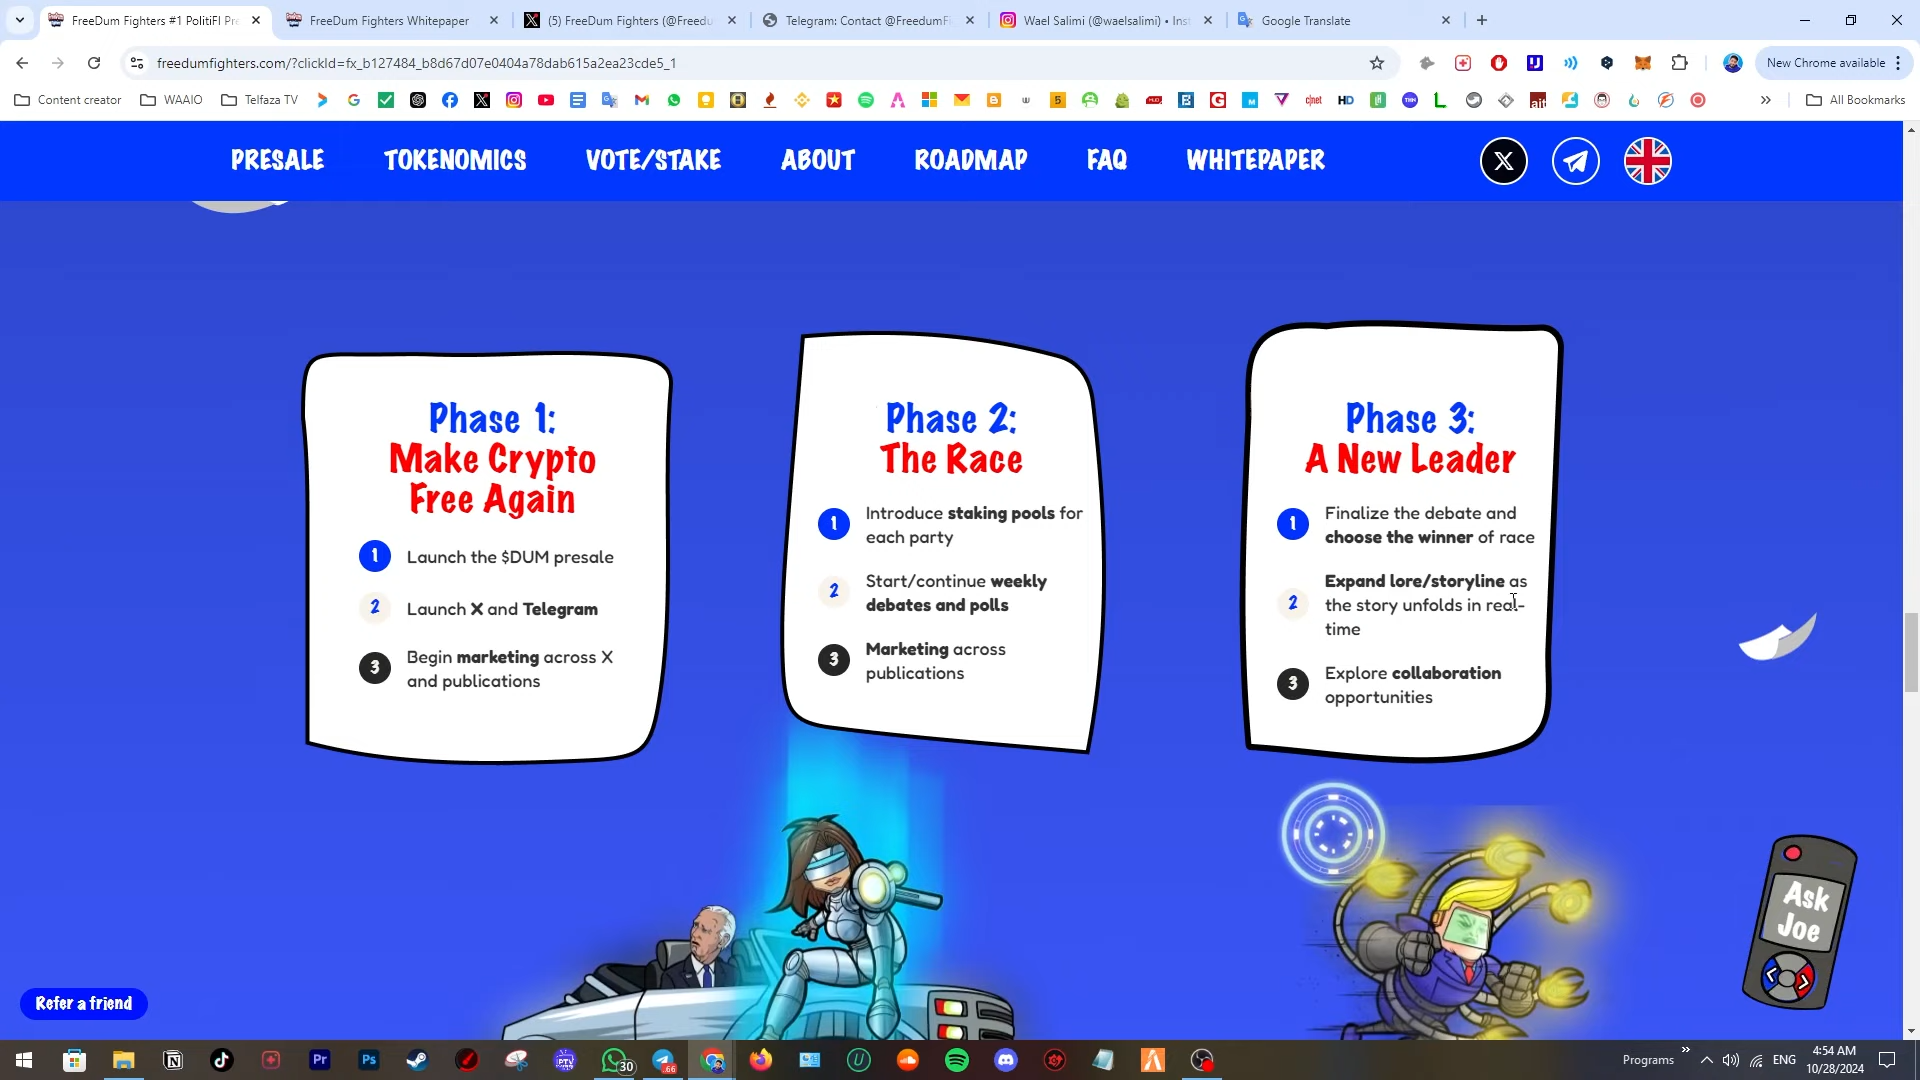 FreeDum Fighters #1 PolitiFI Pre
FreeDum Fighters Whitepaper
(5) FreeDum Fighters (@Freedu
Telegram: Contact @FreedumFi
Wael Salimi (@waelsalimi) • Ins
Google Translate
freedumfighters.com/?clickId=fx_b127484_b8d67d07e0404a78dab615a2ea23cde5_1
New Chrome available
Content creator
WAAIO
Telfaza TV
All Bookmarks
PRESALE
TOKENOMICS
VOTE/STAKE
ABOUT
ROADMAP
FAQ
WHITEPAPER
Phase 1:
Make Crypto
Free Again
1
Launch the $DUM presale
2
Launch X and Telegram
3
Begin marketing across X
and publications
Phase 2:
The Race
1
Introduce staking pools for
each party
2
Start/continue weekly
debates and polls
3
Marketing across
publications
Phase 3:
A New Leader
1
Finalize the debate and
choose the winner of race
2
Expand lore/storyline as
the story unfolds in real-
time
3
Explore collaboration
opportunities
Ask
Joe
Refer a friend
30
.66
Programs
ENG
4:54 AM
10/28/2024